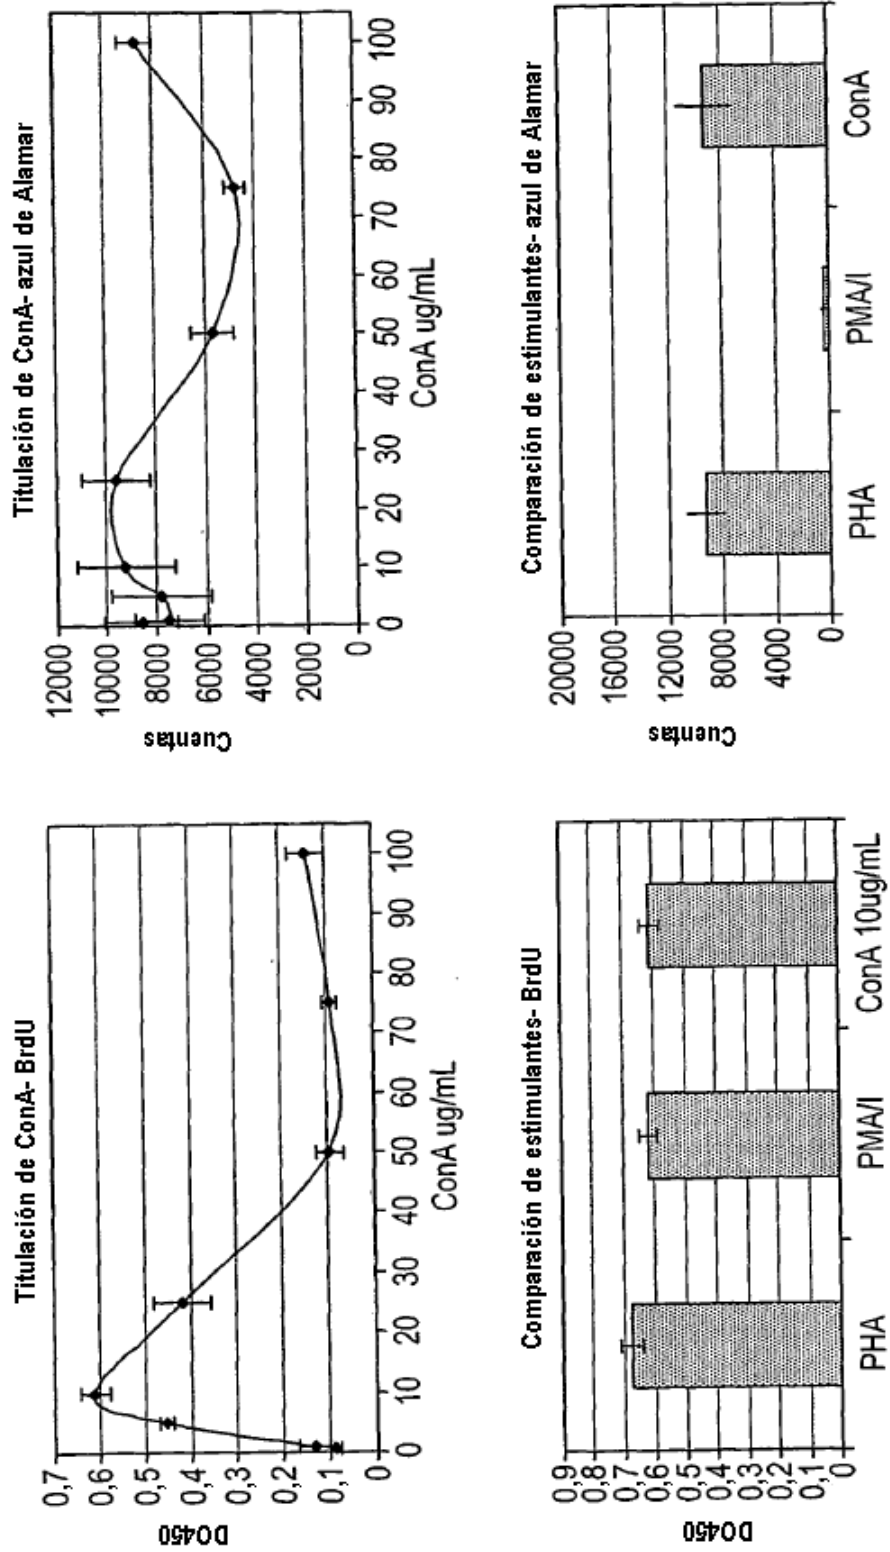 Titulación de ConA- BrdU
0,7
0,6
0,5
0,4
0,3
0,2
0,1
0
DO450
0 10 20 30 40 50 60 70 80 90 100
ConA ug/mL
Titulación de ConA- azul de Alamar
12000
10000
8000
6000
4000
2000
0
Cuentas
0 10 20 30 40 50 60 70 80 90 100
ConA ug/mL
Comparación de estimulantes- BrdU
0,9
0,8
0,7
0,6
0,5
0,4
0,3
0,2
0,1
0
DO450
PHA PMA/I ConA 10ug/mL
Comparación de estimulantes- azul de Alamar
20000
16000
12000
8000
4000
0
Cuentas
PHA PMA/I ConA